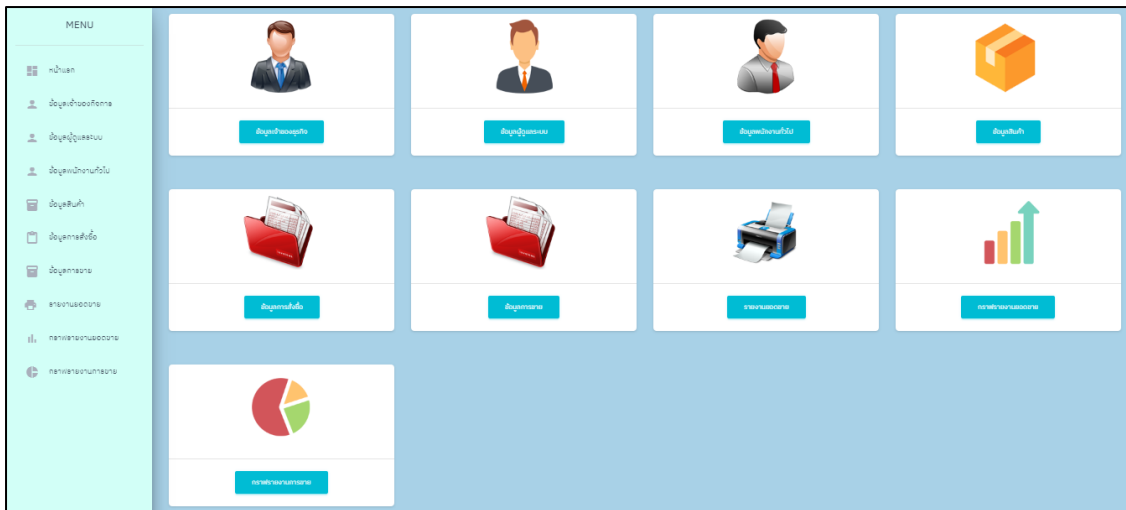 MENU
หน้าแรก
ข้อมูลเจ้าของกิจการ
ข้อมูลผู้ดูแลระบบ
ข้อมูลพนักงานทั่วไป
ข้อมูลสินค้า
ข้อมูลการสั่งซื้อ
ข้อมูลการขาย
รายงานยอดขาย
กราฟรายงานยอดขาย
กราฟรายงานการขาย
ข้อมูลเจ้าของธุรกิจ
ข้อมูลผู้ดูแลระบบ
ข้อมูลพนักงานทั่วไป
ข้อมูลสินค้า
ข้อมูลการสั่งซื้อ
ข้อมูลการขาย
รายงานยอดขาย
กราฟรายงานยอดขาย
กราฟรายงานการขาย